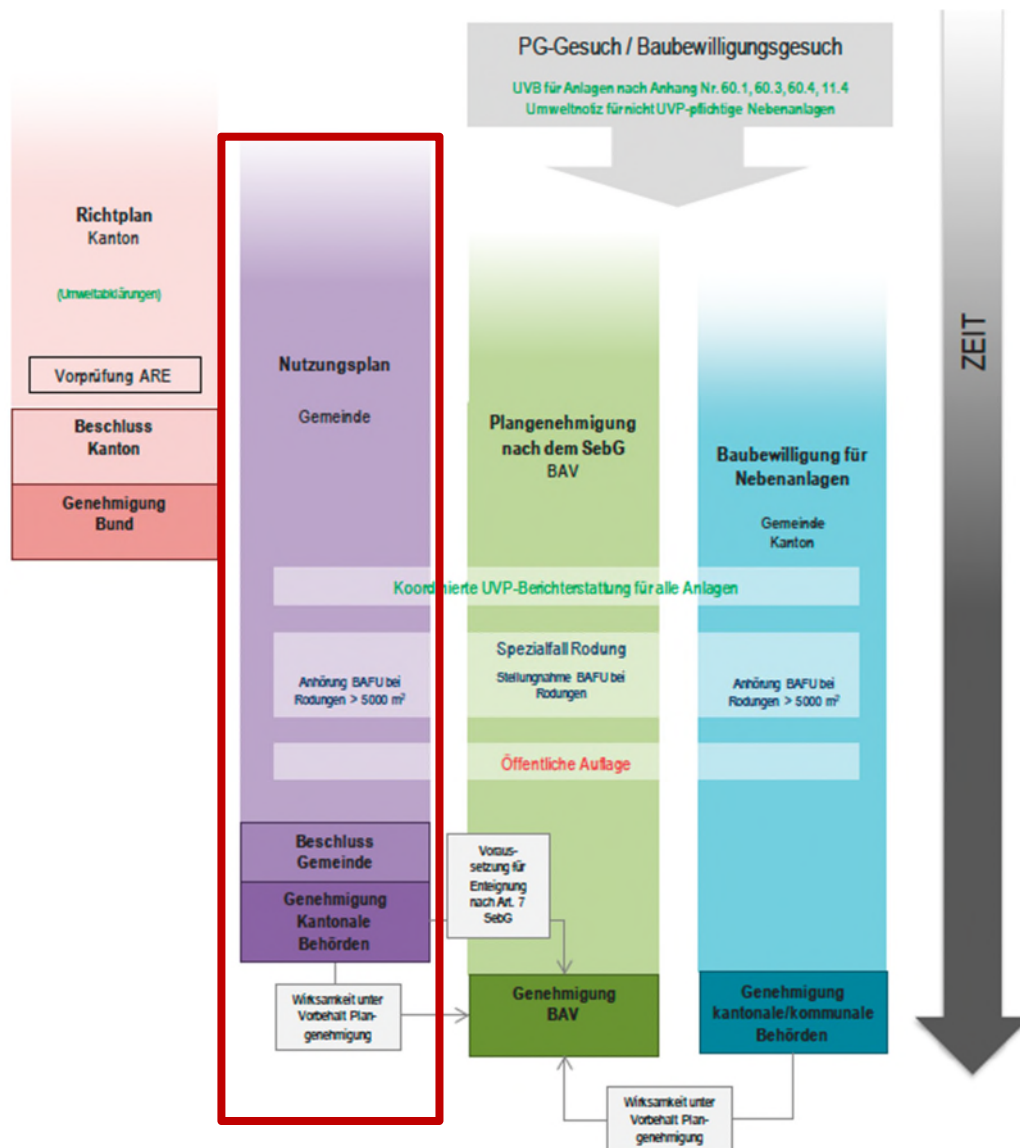 PG-Gesuch / Baubewilligungsgesuch
UVB für Anlagen nach Anhang Nr. 60.1, 60.3, 60.4, 11.4
Umweltnotiz für nicht UVP-pflichtige Nebenanlagen
Richtplan
Kanton
(Umweltabklärungen)
Vorprüfung ARE
Beschluss
Kanton
Genehmigung
Bund
Nutzungsplan
Gemeinde
Plangenehmigung
nach dem SebG
BAV
Baubewilligung für
Nebenanlagen
Gemeinde
Kanton
ZEIT
Koordinierte UVP-Berichterstattung für alle Anlagen
Anhörung BAFU bei
Rodungen > 5000 m²
Spezialfall Rodung
Stellungnahme BAFU bei
Rodungen
Anhörung BAFU bei
Rodungen > 5000 m²
Öffentliche Auflage
Beschluss
Gemeinde
Genehmigung
Kantonale
Behörden
Voraus-
setzung für
Enteignung
nach Art. 7
SebG
Wirksamkeit unter
Vorbehalt Plan-
genehmigung
Genehmigung
BAV
Genehmigung
kantonale/kommunale
Behörden
Wirksamkeit unter
Vorbehalt Plan-
genehmigung